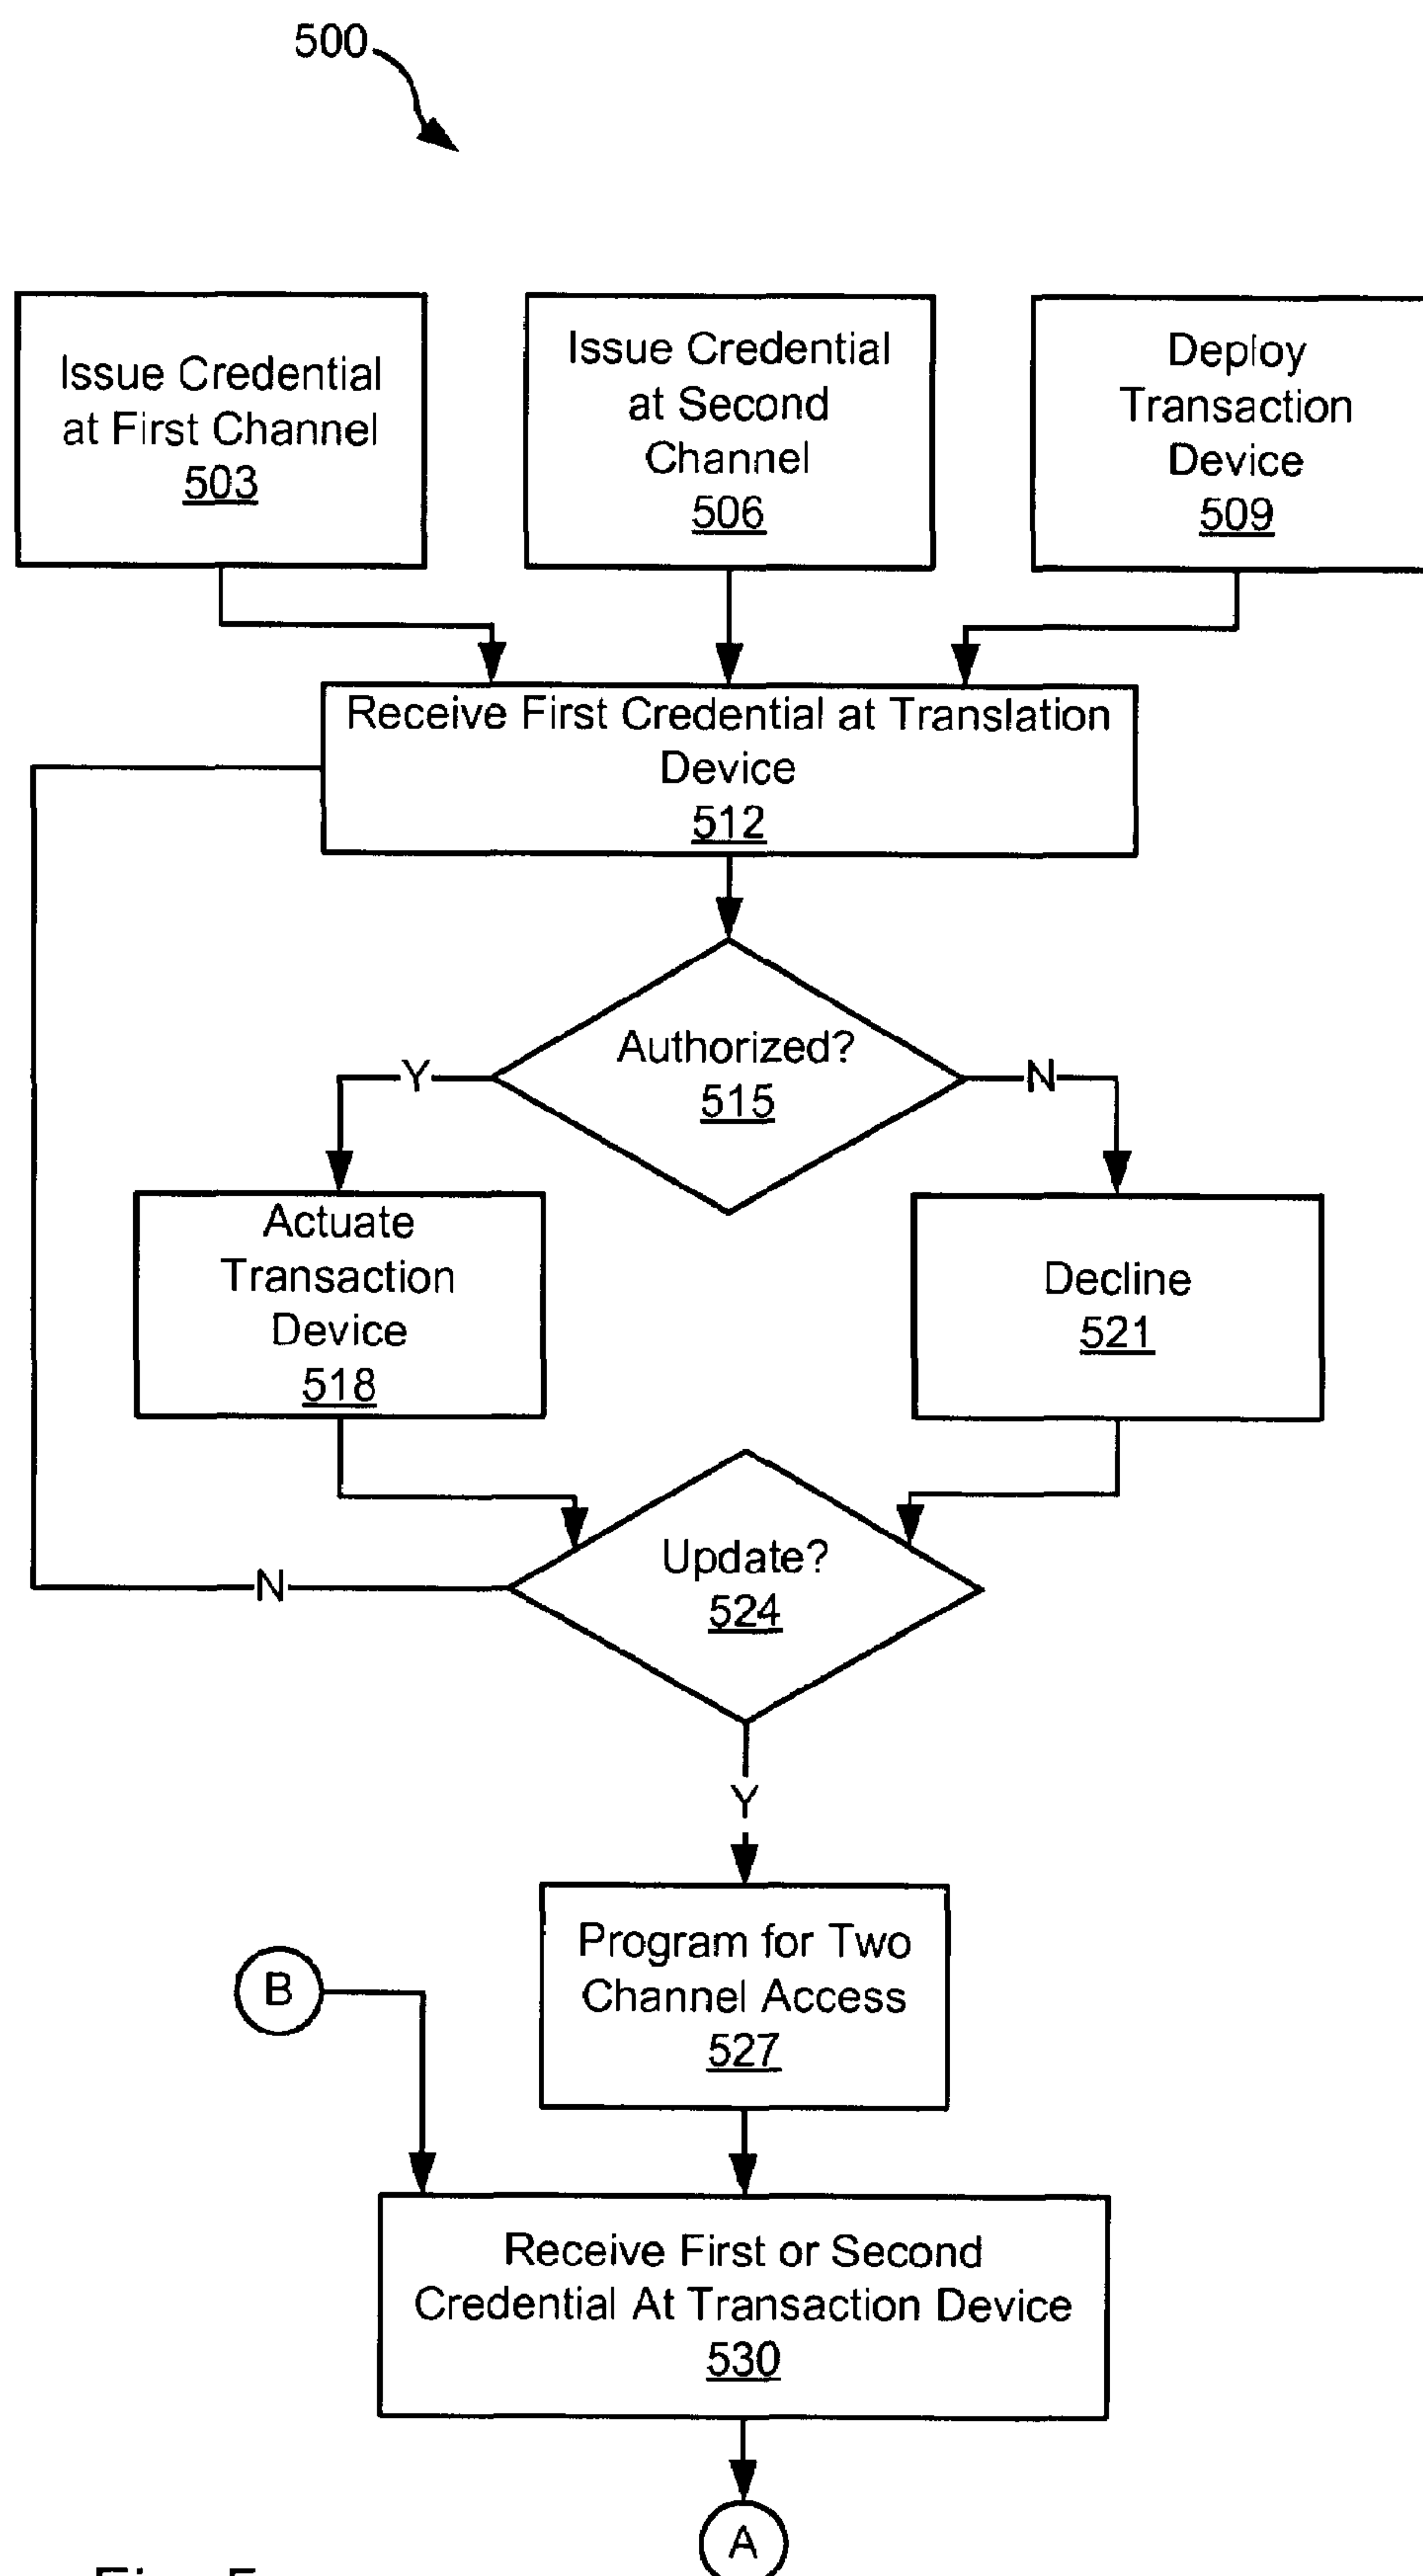 500
Issue Credential
at First Channel
503
Issue Credential
at Second
Channel
506
Deploy
Transaction
Device
509
Receive First Credential at Translation
Device
512
Authorized?
515
Y
N
Actuate
Transaction
Device
518
Decline
521
Update?
524
N
Y
Program for Two
Channel Access
527
B
Receive First or Second
Credential At Transaction Device
530
A